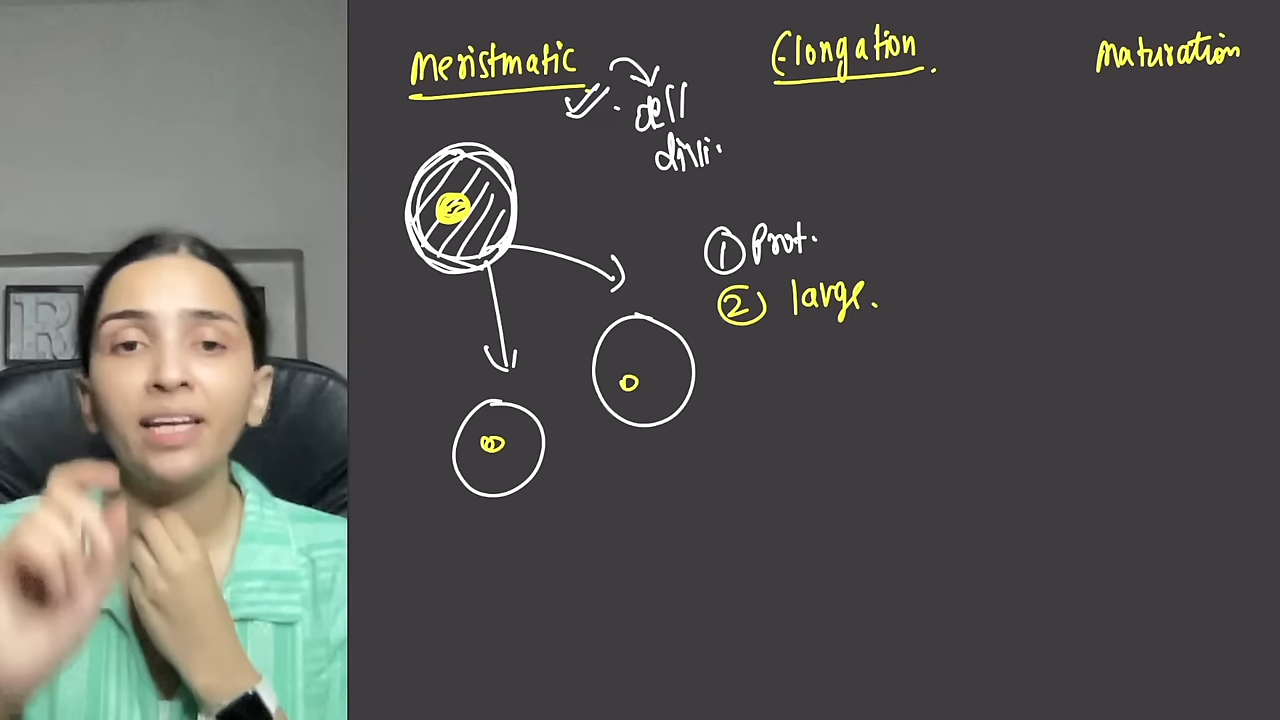 Meristmatic
Elongation.
Maturation
cell
divi.
① Prot.
② large.
R